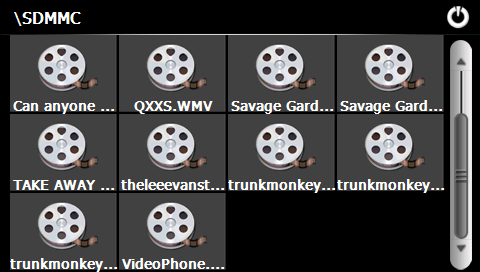 \SDMMC
Can anyone ... QXXS.WMV Savage Gard... Savage Gard...
TAKE AWAY ... theleeevanst... trunkmonkey... trunkmonkey...
trunkmonkey... VideoPhone....